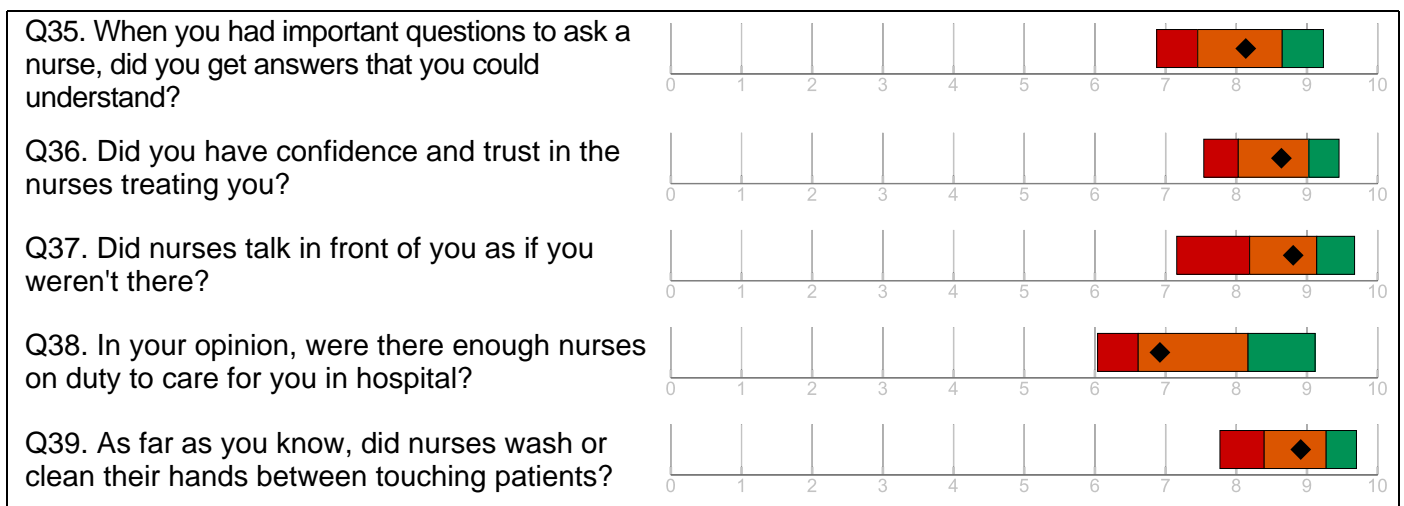 Q35. When you had important questions to ask a
nurse, did you get answers that you could
understand?
0 1 2 3 4 5 6 7 8 9 10
Q36. Did you have confidence and trust in the
nurses treating you?
0 1 2 3 4 5 6 7 8 9 10
Q37. Did nurses talk in front of you as if you
weren't there?
0 1 2 3 4 5 6 7 8 9 10
Q38. In your opinion, were there enough nurses
on duty to care for you in hospital?
0 1 2 3 4 5 6 7 8 9 10
Q39. As far as you know, did nurses wash or
clean their hands between touching patients?
0 1 2 3 4 5 6 7 8 9 10